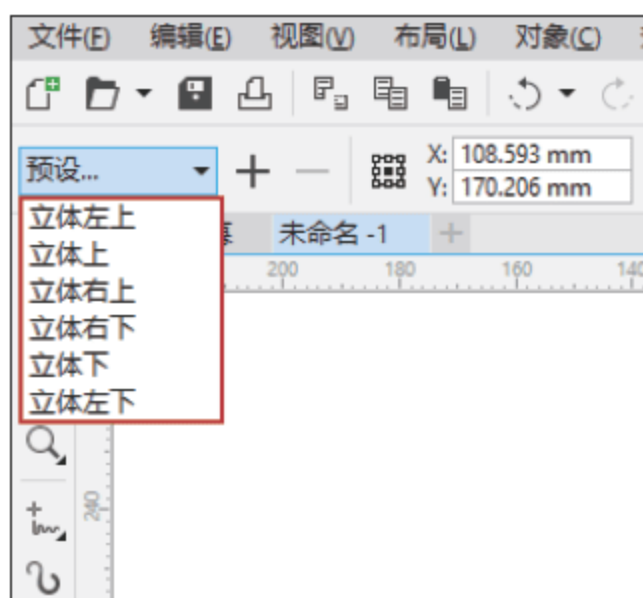 文件(F) 编辑(E) 视图(V) 布局(L) 对象(C)
预设... X: 108.593 mm
Y: 170.206 mm
立体左上 未命名 -1
立体上 200 180 160 140
立体右上
立体右下
立体下
立体左下
240